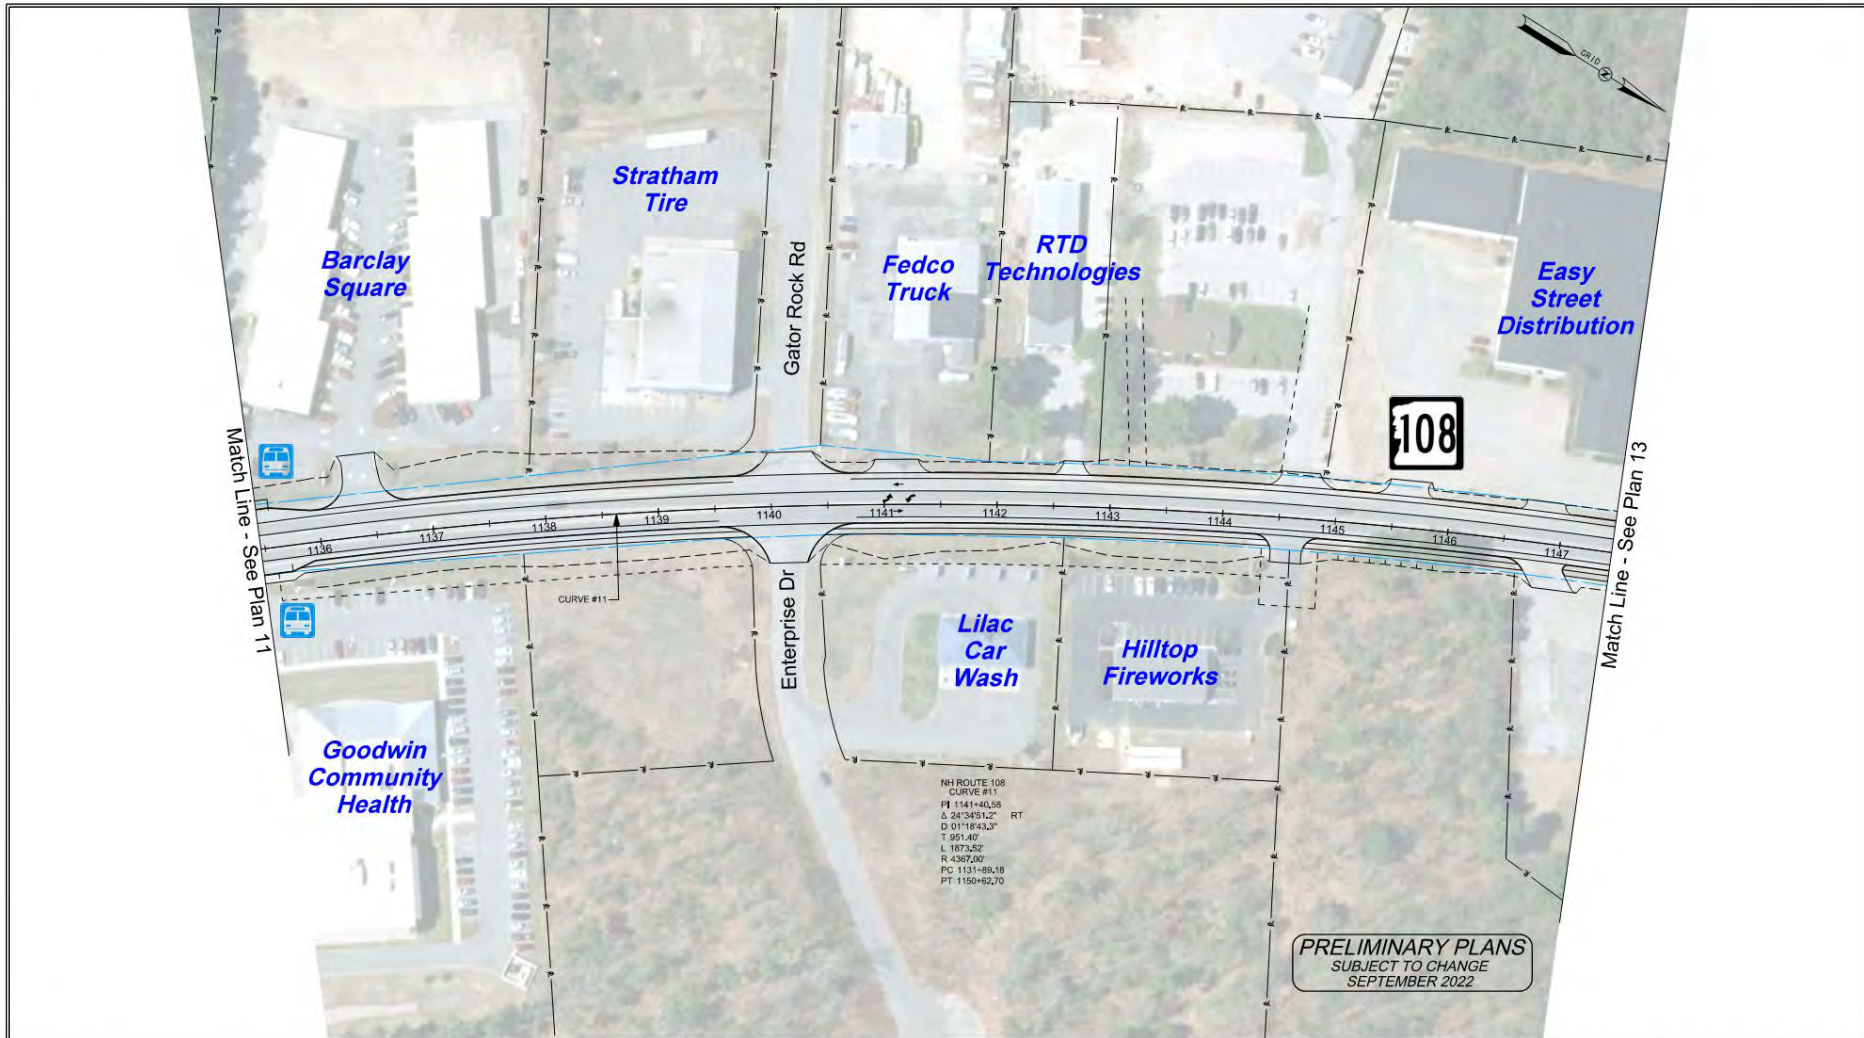 GRID
N
Stratham
Tire
Barclay
Square
Gator Rock Rd
Fedco
Truck
RTD
Technologies
Easy
Street
Distribution
108
Match Line - See Plan 11
Match Line - See Plan 13
1136
1137
1138
1139
1140
1141
1142
1143
1144
1145
1146
1147
CURVE #11
Enterprise Dr
Lilac
Car
Wash
Hilltop
Fireworks
Goodwin
Community
Health
NH ROUTE 108
CURVE #11
PI 1141+40.58
Δ 24°34'51.2" RT
D 01°18'43.3"
T 951.40'
L 1873.52'
R 4367.00'
PC 1131+89.18
PT 1150+62.70
PRELIMINARY PLANS
SUBJECT TO CHANGE
SEPTEMBER 2022